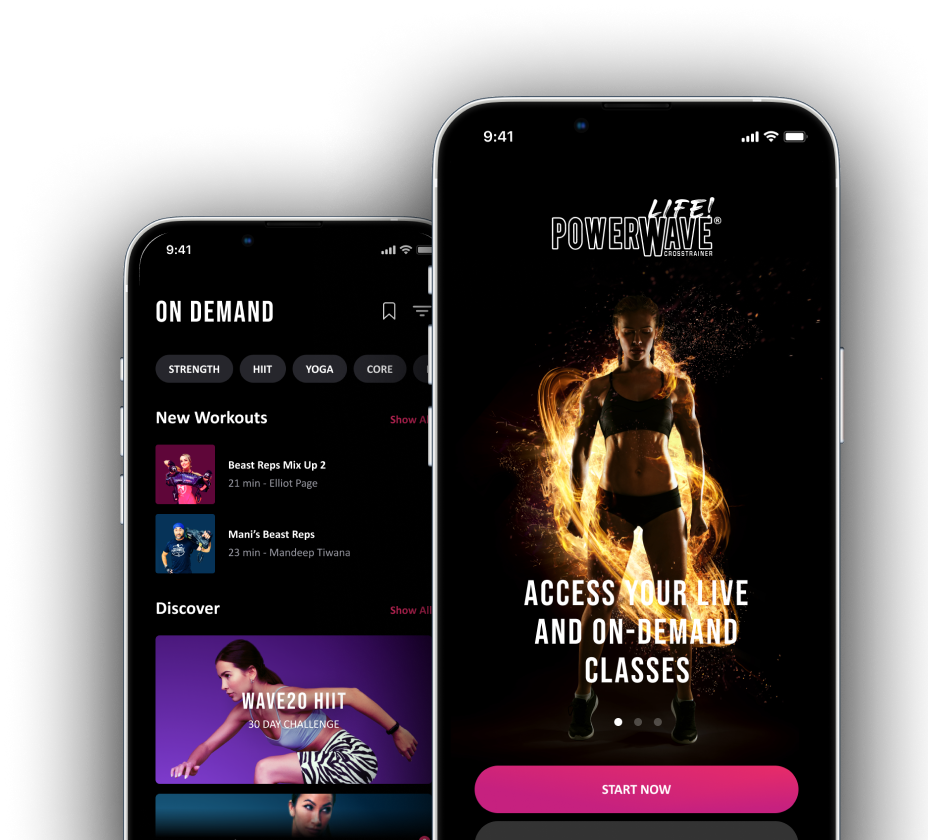 9:41
ON DEMAND
STRENGTH
HIIT
YOGA
CORE
New Workouts
Show Al
Beast Reps Mix Up 2
21 min - Elliot Page
Mani's Beast Reps
23 min - Mandeep Tiwana
Discover
Show All
WAVE20 HIIT
30 DAY CHALLENGE
9:41
LIFE!
POWERWAVE®
CROSSTRAINER
ACCESS YOUR LIVE
AND ON-DEMAND
CLASSES
START NOW